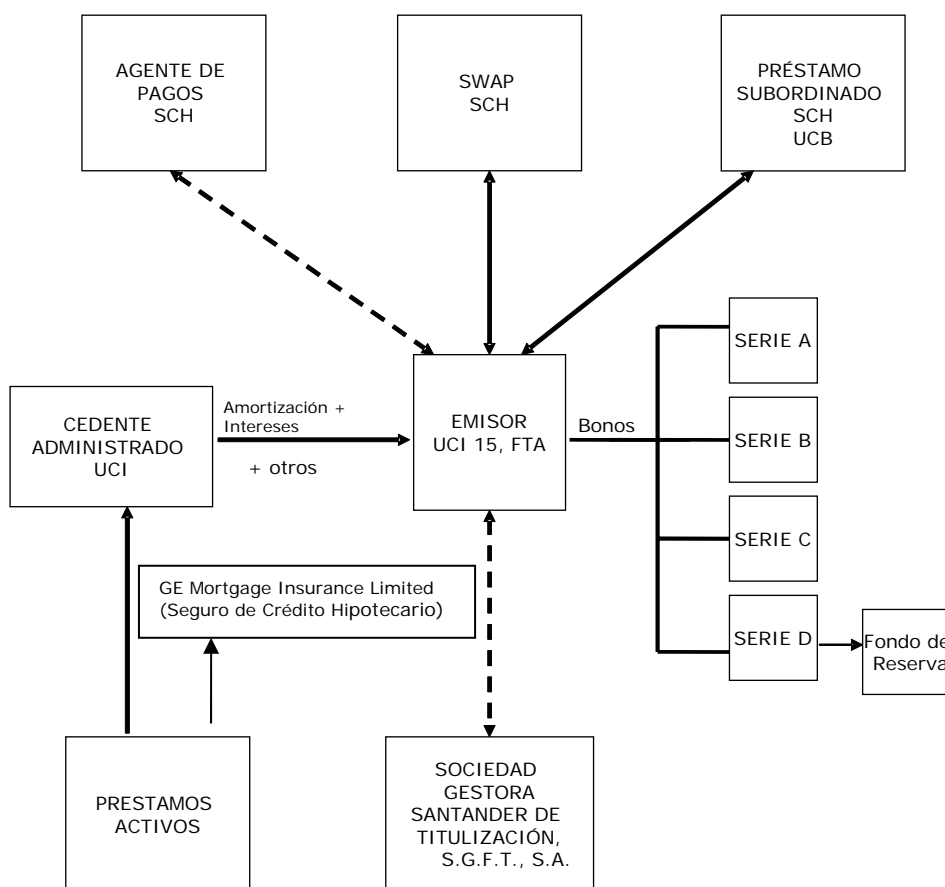 AGENTE DE
PAGOS
SCH
SWAP
SCH
PRÉSTAMO
SUBORDINADO
SCH
UCB
SERIE A
CEDENTE
ADMINISTRADO
UCI
Amortización +
Intereses
+ otros
EMISOR
UCI 15, FTA
Bonos
SERIE B
SERIE C
GE Mortgage Insurance Limited
(Seguro de Crédito Hipotecario)
SERIE D
Fondo de
Reserva
PRESTAMOS
ACTIVOS
SOCIEDAD
GESTORA
SANTANDER DE
TITULIZACIÓN,
S.G.F.T., S.A.